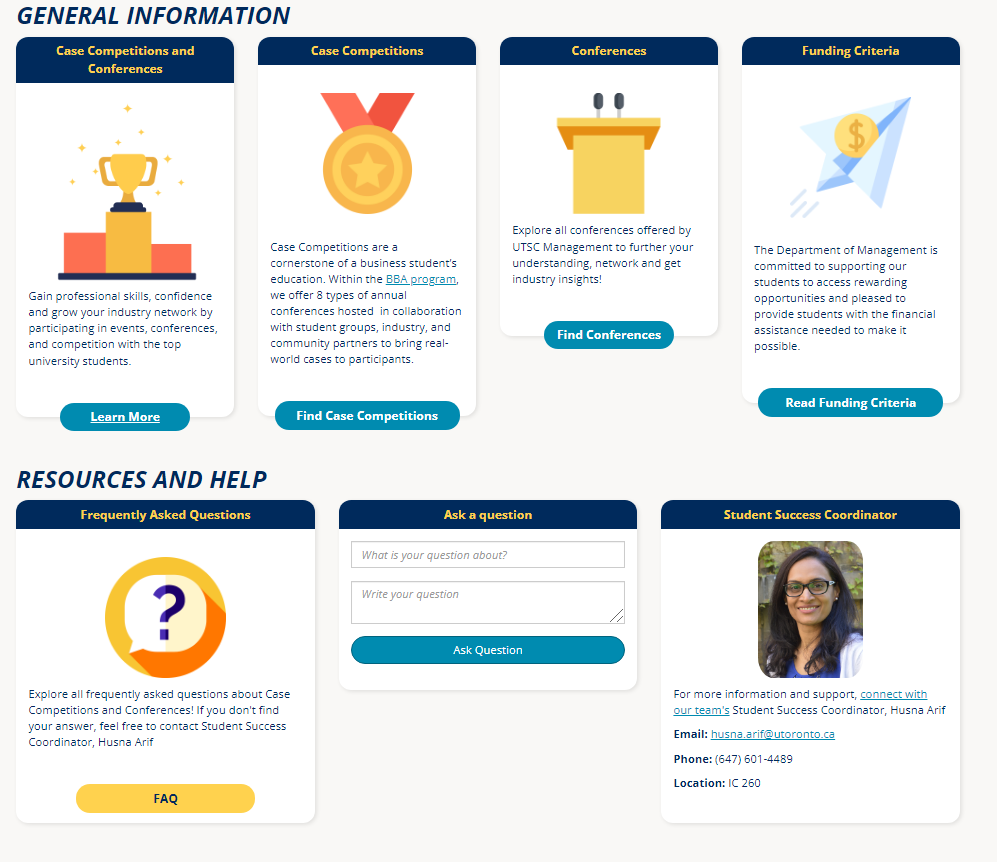 GENERAL INFORMATION
Case Competitions and
Conferences
Gain professional skills, confidence
and grow your industry network by
participating in events, conferences,
and competition with the top
university students.
Learn More
Case Competitions
Case Competitions are a
cornerstone of a business student's
education. Within the BBA program,
we offer 8 types of annual
conferences hosted  in collaboration
with student groups, industry, and
community partners to bring real-
world cases to participants.
Find Case Competitions
Conferences
Explore all conferences offered by
UTSC Management to further your
understanding, network and get
industry insights!
Find Conferences
Funding Criteria
$
The Department of Management is
committed to supporting our
students to access rewarding
opportunities and pleased to
provide students with the financial
assistance needed to make it
possible.
Read Funding Criteria
RESOURCES AND HELP
Frequently Asked Questions
?
Explore all frequently asked questions about Case
Competitions and Conferences! If you don't find
your answer, feel free to contact Student Success
Coordinator, Husna Arif
FAQ
Ask a question
What is your question about?
Write your question
Ask Question
Student Success Coordinator
For more information and support, connect with
our team's Student Success Coordinator, Husna Arif
Email: husna.arif@utoronto.ca
Phone: (647) 601-4489
Location: IC 260